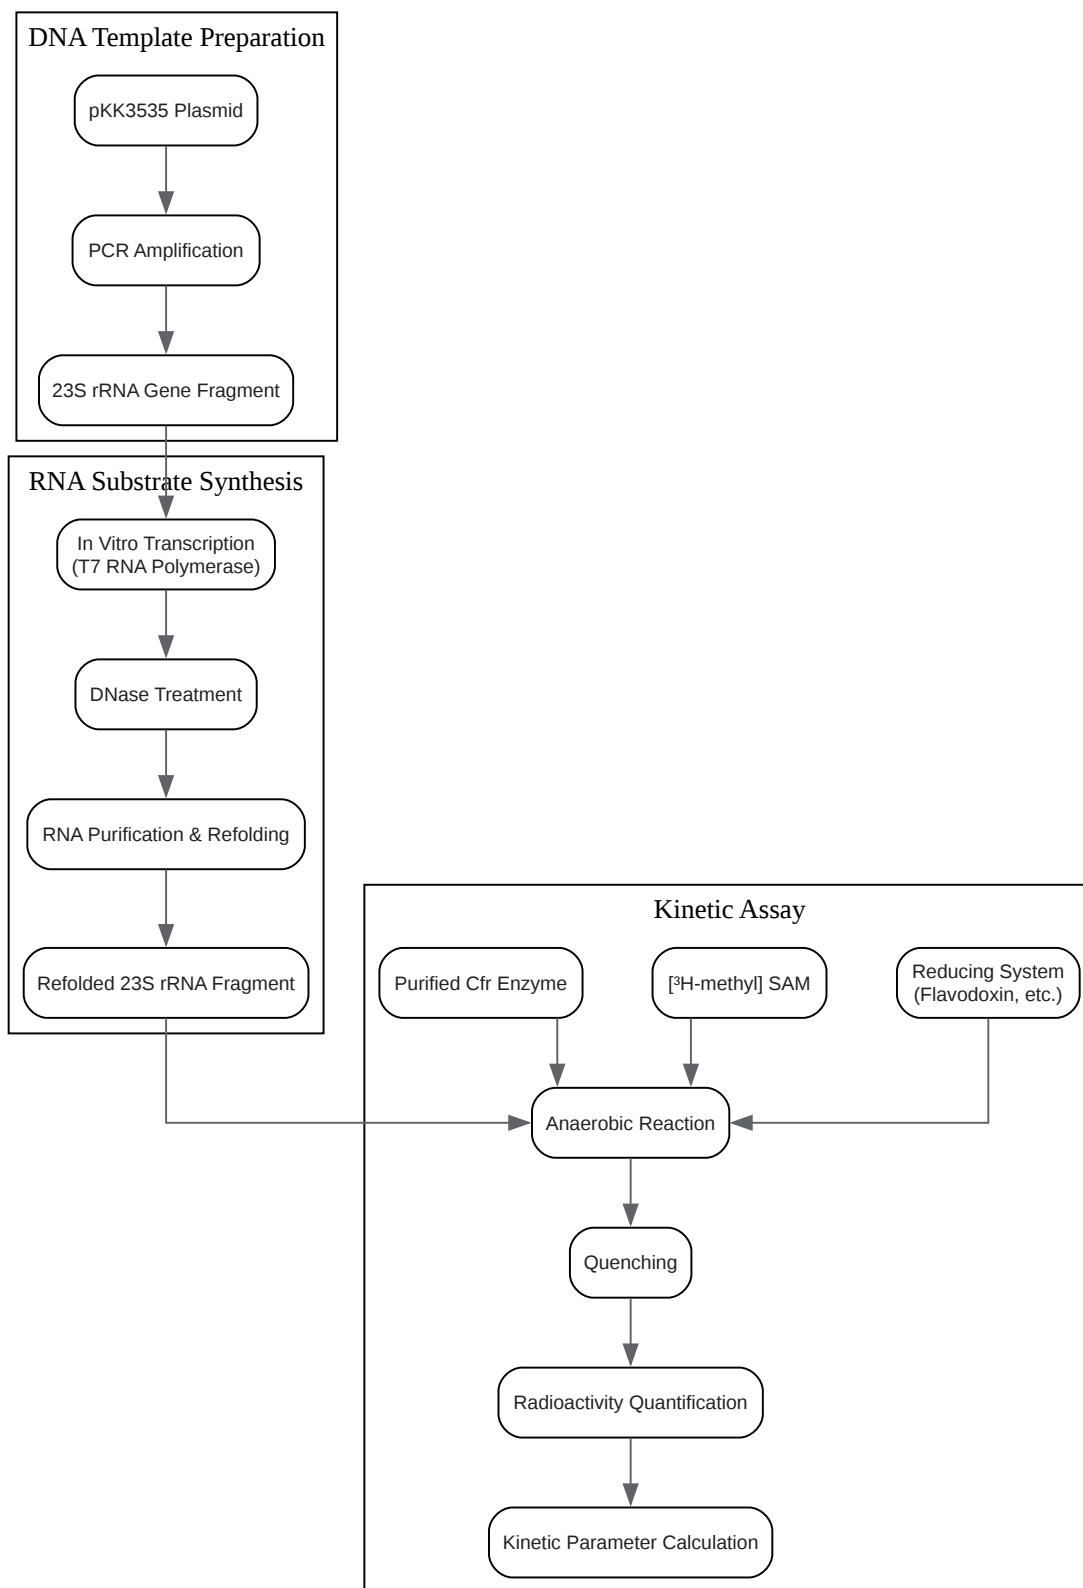 DNA Template Preparation
pKK3535 Plasmid
PCR Amplification
23S rRNA Gene Fragment
RNA Substrate Synthesis
In Vitro Transcription
(T7 RNA Polymerase)
DNase Treatment
RNA Purification & Refolding
Refolded 23S rRNA Fragment
Kinetic Assay
Purified Cfr Enzyme
[³H-methyl] SAM
Reducing System
(Flavodoxin, etc.)
Anaerobic Reaction
Quenching
Radioactivity Quantification
Kinetic Parameter Calculation